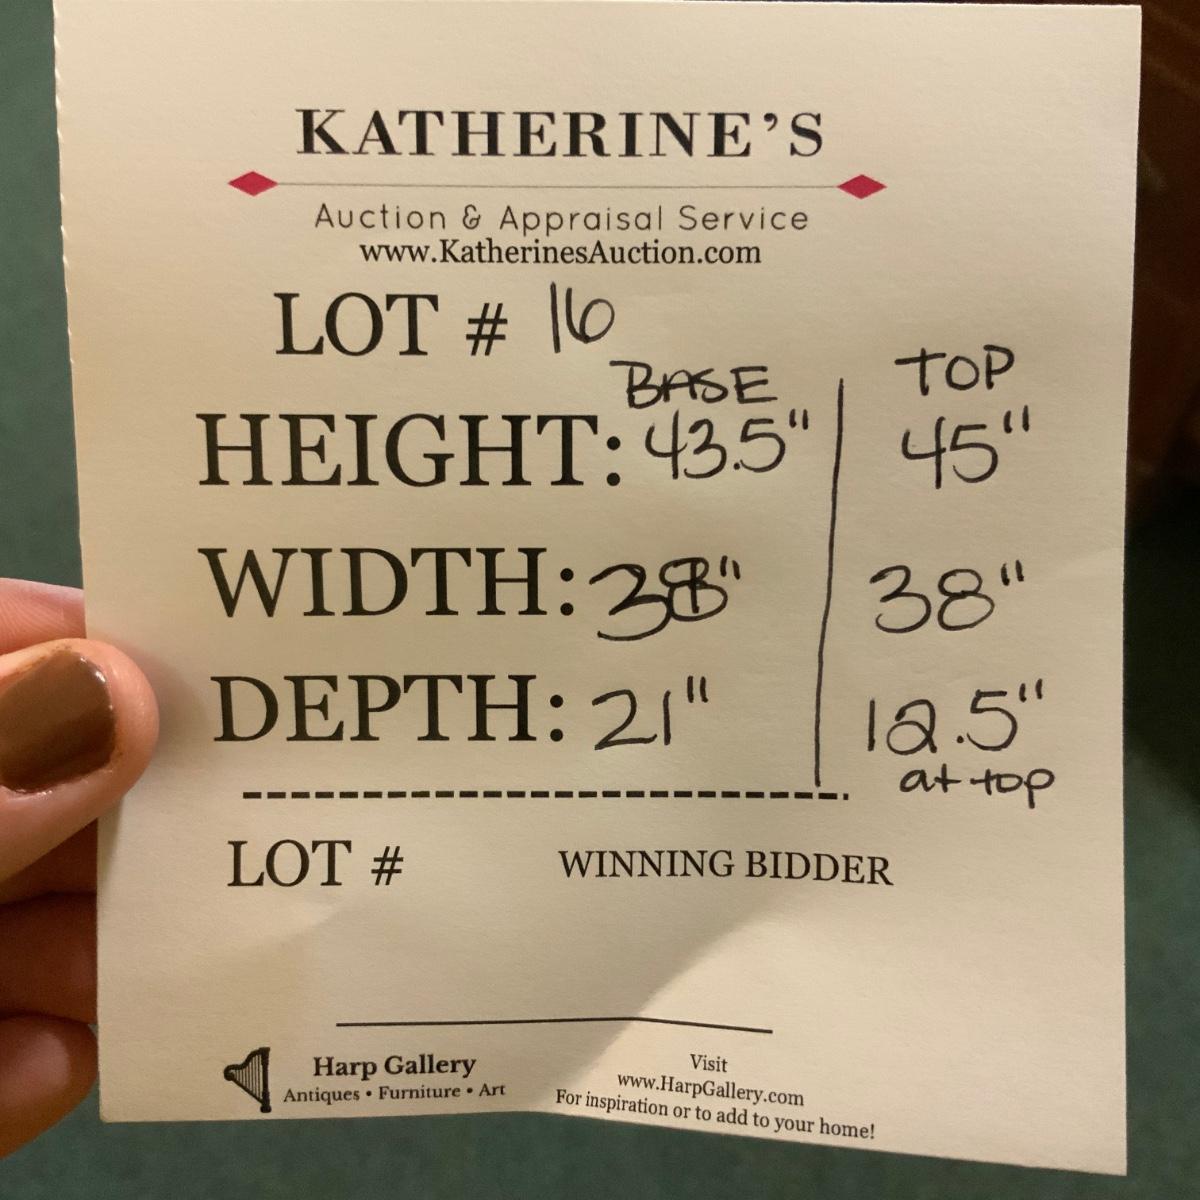 KATHERINE'S
Auction & Appraisal Service
www.KatherinesAuction.com
LOT # 16
BASE TOP
HEIGHT: 43.5" 45"
WIDTH: 38" 38"
DEPTH: 21" 12.5"
at top
LOT # WINNING BIDDER
Harp Gallery
Antiques • Furniture • Art
Visit
www.HarpGallery.com
For inspiration or to add to your home!